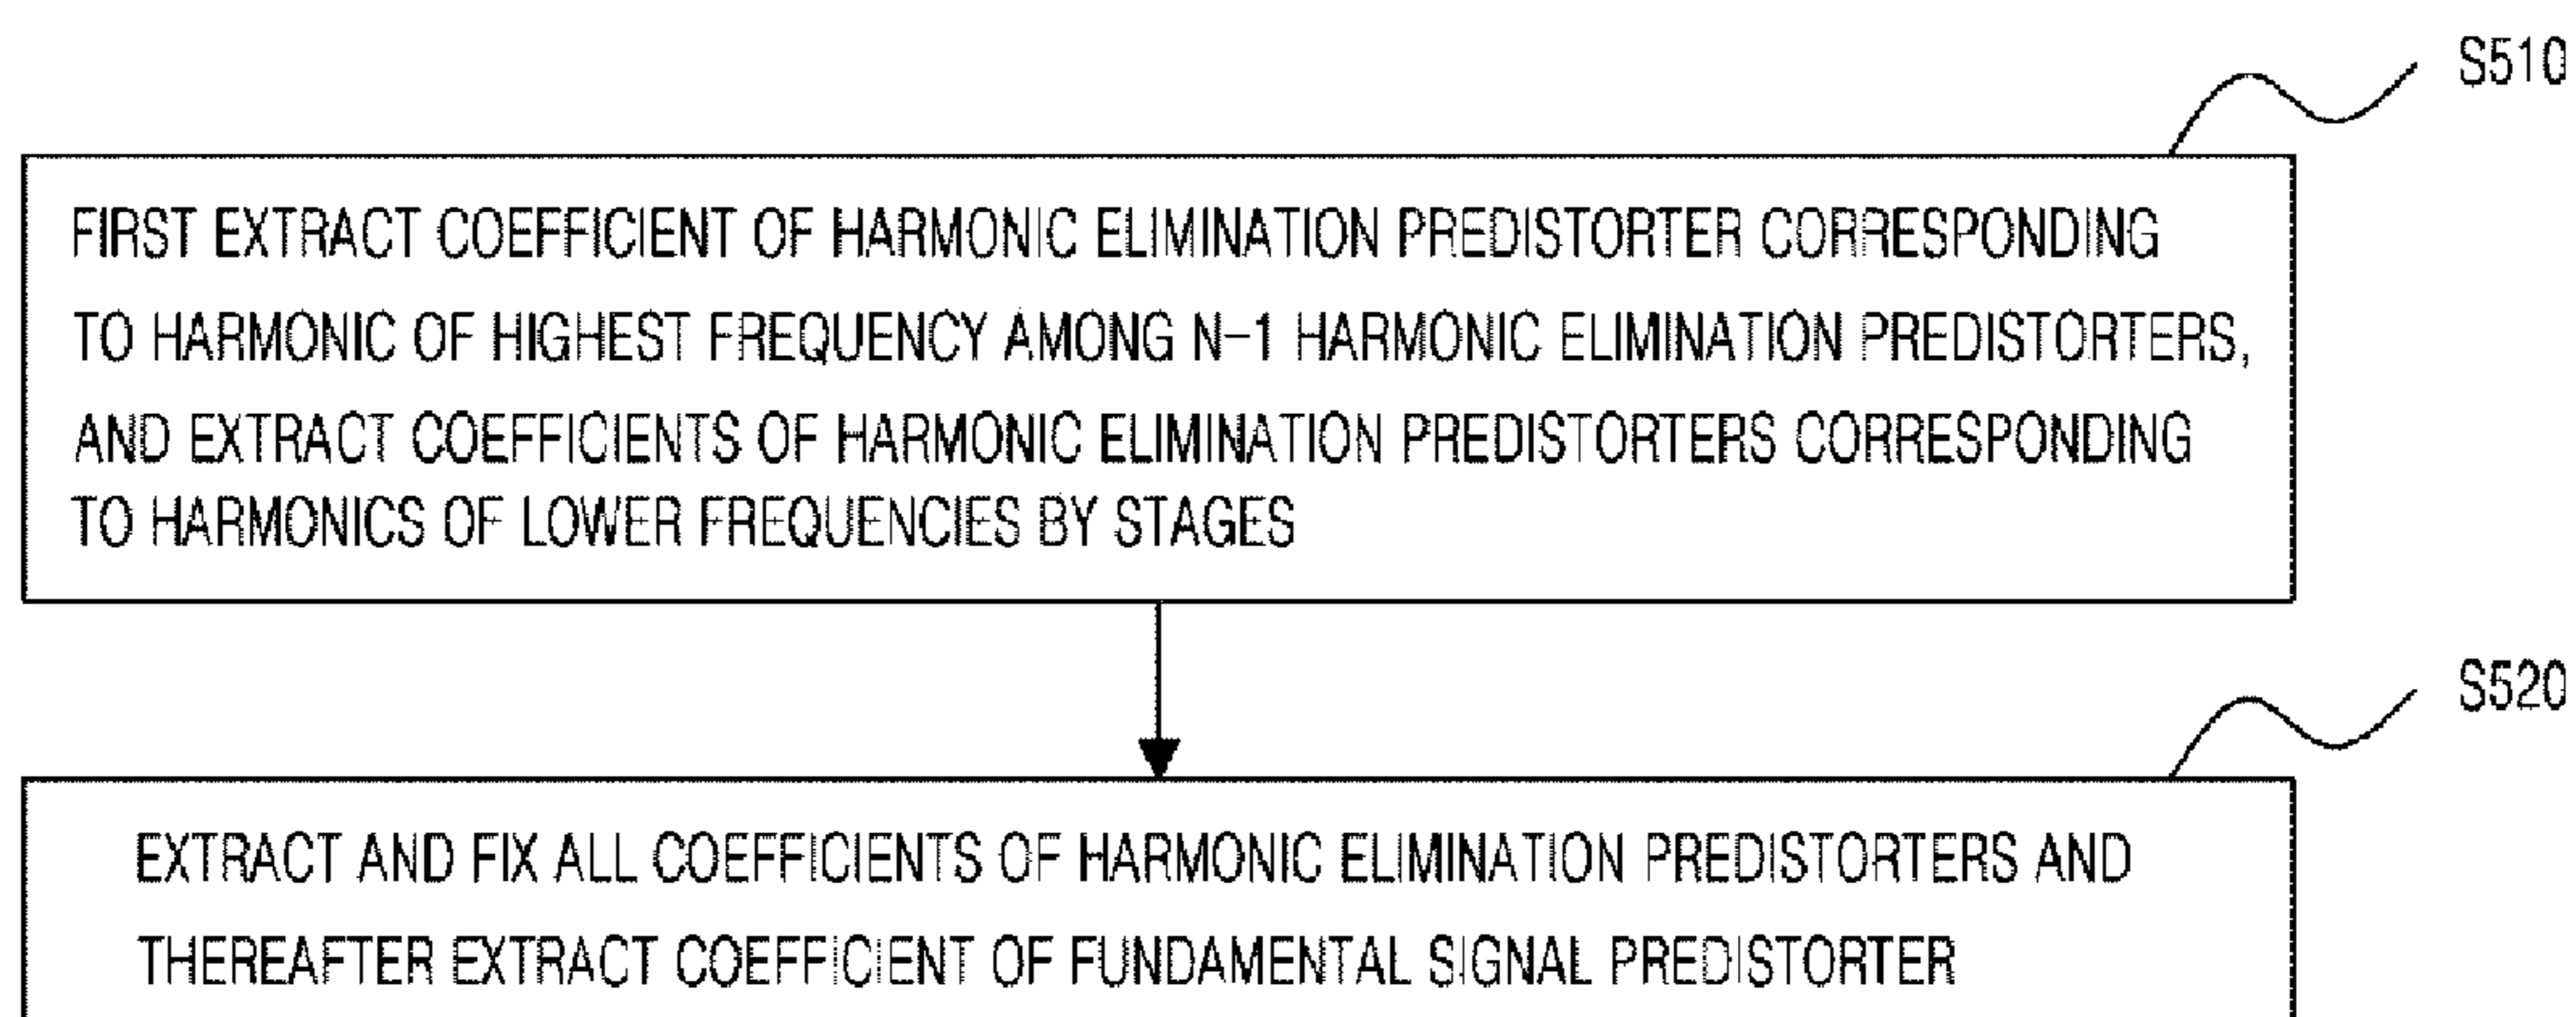 S510
FIRST EXTRACT COEFFICIENT OF HARMONIC ELIMINATION PREDISTORTER CORRESPONDING
TO HARMONIC OF HIGHEST FREQUENCY AMONG N-1 HARMONIC ELIMINATION PREDISTORTERS,
AND EXTRACT COEFFICIENTS OF HARMONIC ELIMINATION PREDISTORTERS CORRESPONDING
TO HARMONICS OF LOWER FREQUENCIES BY STAGES
S520
EXTRACT AND FIX ALL COEFFICIENTS OF HARMONIC ELIMINATION PREDISTORTERS AND
THEREAFTER EXTRACT COEFFICIENT OF FUNDAMENTAL SIGNAL PREDISTORTER